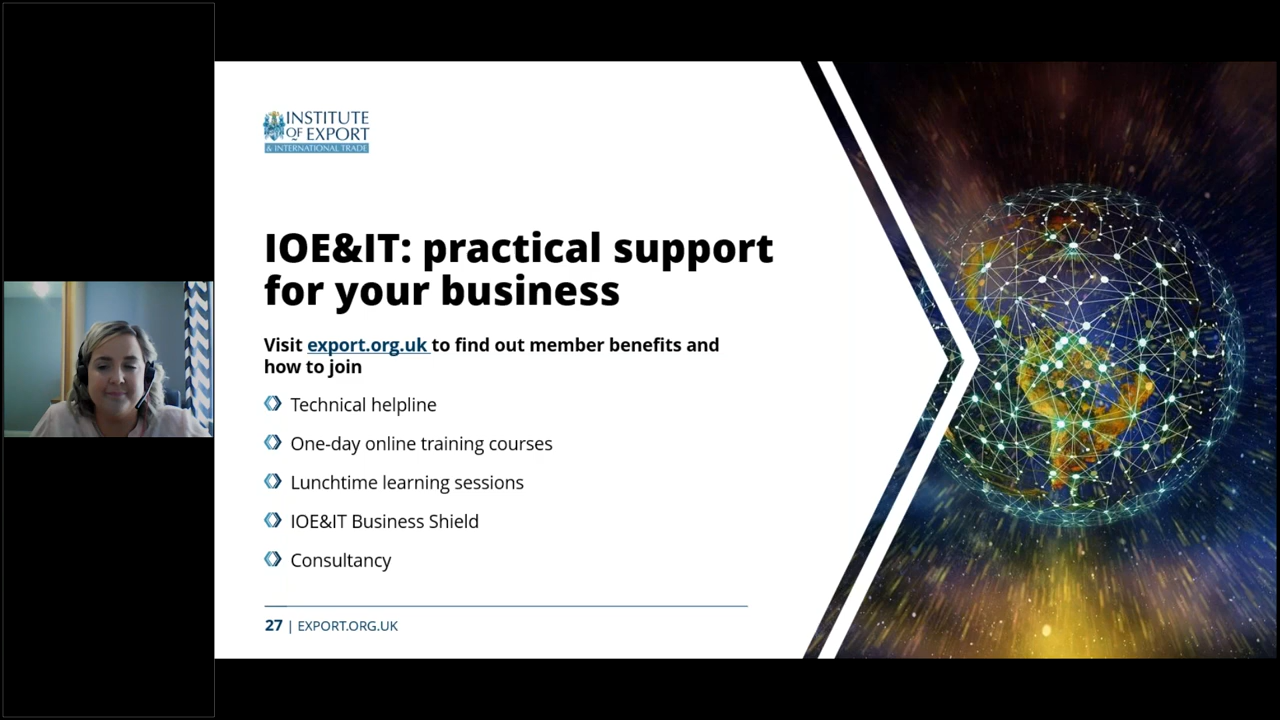 INSTITUTE
OF EXPORT
& INTERNATIONAL TRADE
IOE&IT: practical support
for your business
Visit export.org.uk to find out member benefits and
how to join
Technical helpline
One-day online training courses
Lunchtime learning sessions
IOE&IT Business Shield
Consultancy
27 | EXPORT.ORG.UK